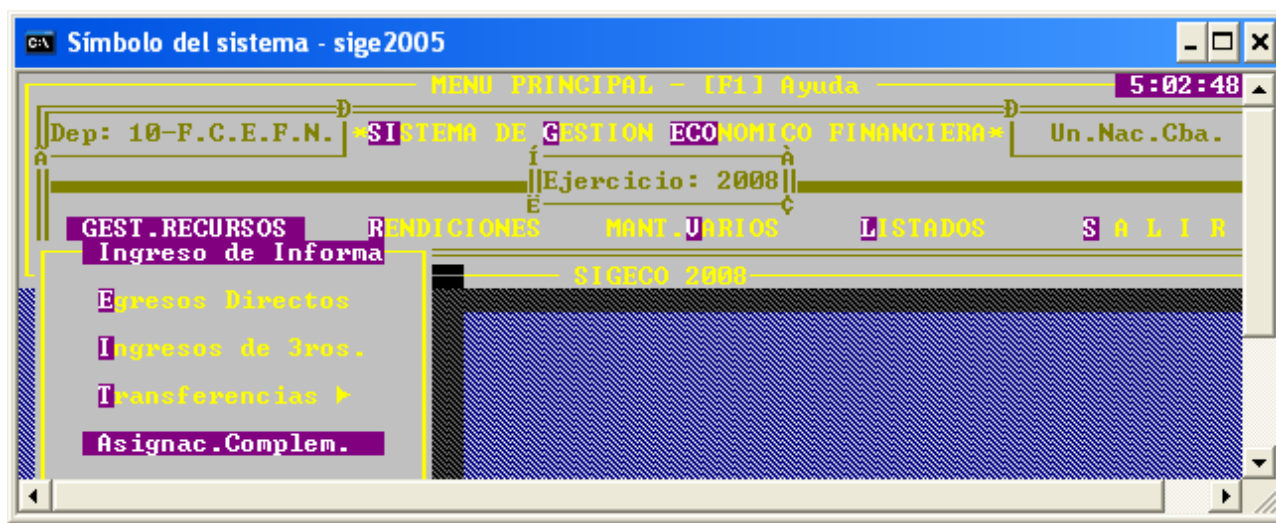 Símbolo del sistema - sige2005
MENU PRINCIPAL - [F1] Ayuda 5:02:48
Ð Ð
Dep: 10-F.C.E.F.N. *SISTEMA DE GESTION ECONOMICO FINANCIERA* Un.Nac.Cba.
Â Í À
Ejercicio: 2008
Ë Ç
GEST.RECURSOS RENDICIONES MANT.VARIOS LISTADOS S A L I R
Ingreso de Informa
SIGECO 2008
Egresos Directos
Ingresos de 3ros.
Transferencias ►
Asignac.Complem.